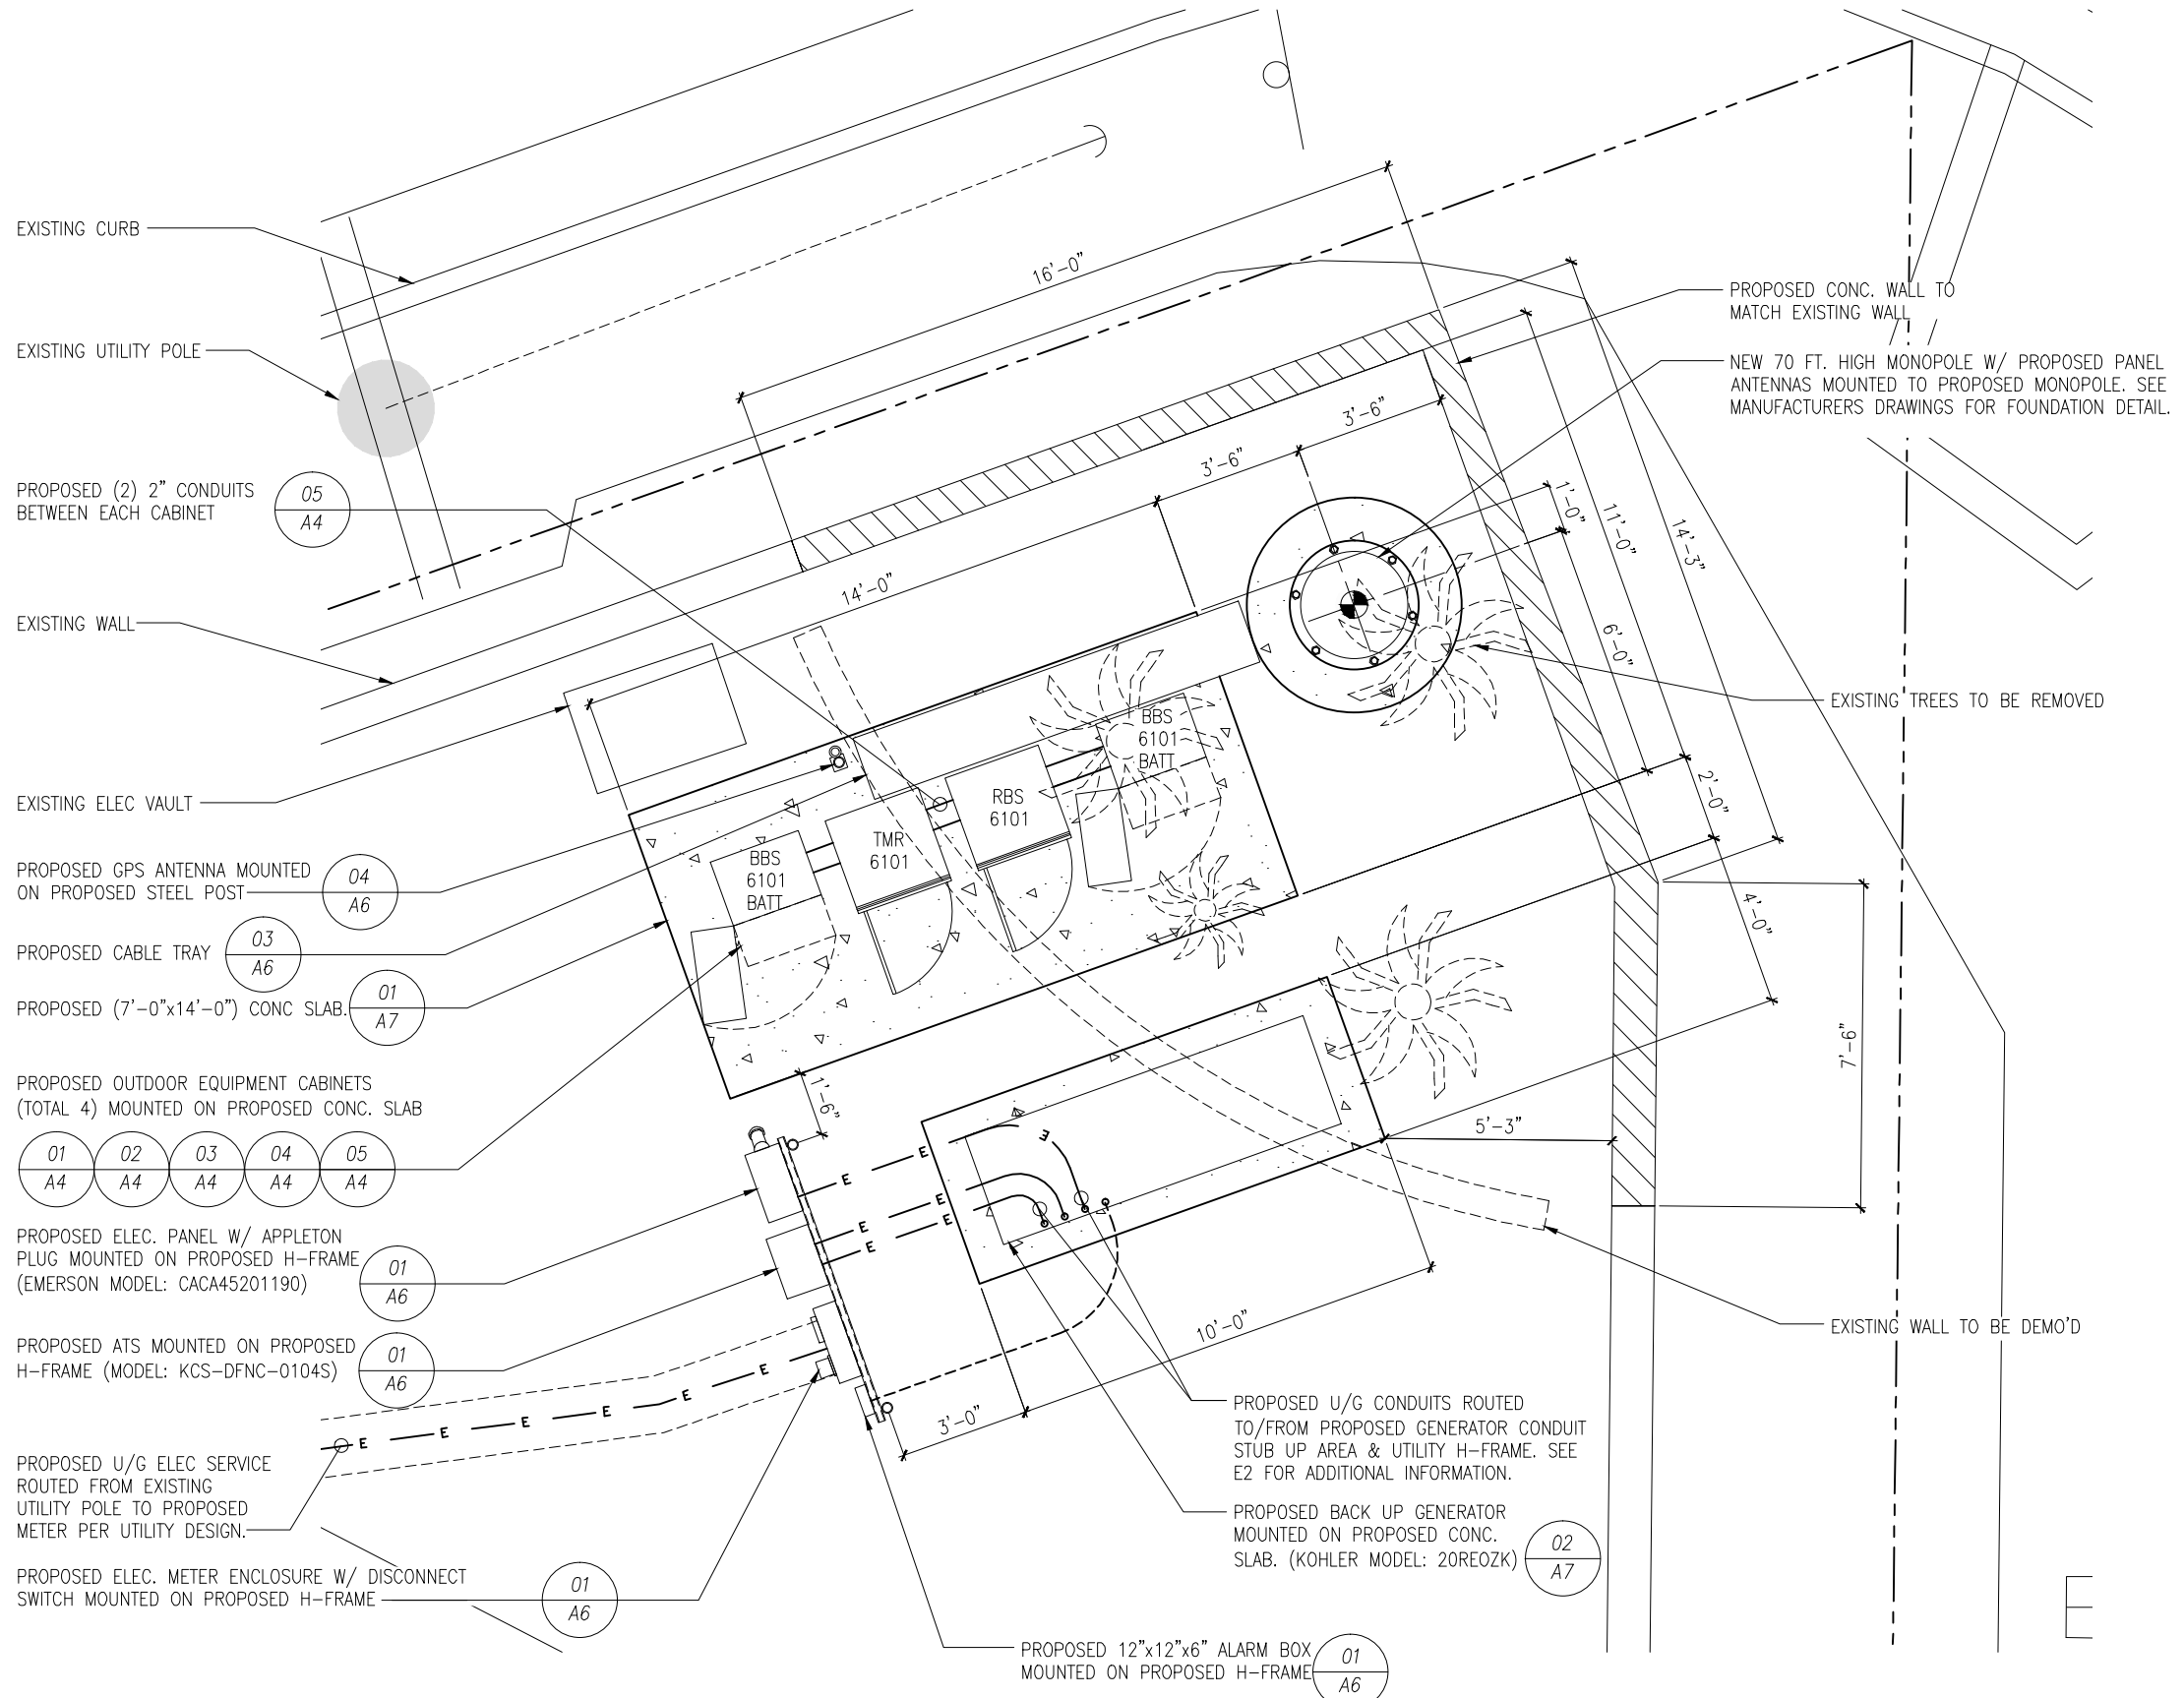 EXISTING CURB
EXISTING UTILITY POLE
PROPOSED (2) 2" CONDUITS
BETWEEN EACH CABINET
05
A4
EXISTING WALL
EXISTING ELEC VAULT
PROPOSED GPS ANTENNA MOUNTED
ON PROPOSED STEEL POST
04
A6
PROPOSED CABLE TRAY
03
A6
PROPOSED (7'-0"x14'-0") CONC SLAB.
01
A7
PROPOSED OUTDOOR EQUIPMENT CABINETS
(TOTAL 4) MOUNTED ON PROPOSED CONC. SLAB
01
A4
02
A4
03
A4
04
A4
05
A4
PROPOSED ELEC. PANEL W/ APPLETON
PLUG MOUNTED ON PROPOSED H-FRAME
(EMERSON MODEL: CACA45201190)
01
A6
PROPOSED ATS MOUNTED ON PROPOSED
H-FRAME (MODEL: KCS-DFNC-0104S)
01
A6
PROPOSED U/G ELEC SERVICE
ROUTED FROM EXISTING
UTILITY POLE TO PROPOSED
METER PER UTILITY DESIGN.
PROPOSED ELEC. METER ENCLOSURE W/ DISCONNECT
SWITCH MOUNTED ON PROPOSED H-FRAME
01
A6
16'-0"
3'-6"
3'-6"
14'-0"
1'-0"
11'-0"
14'-3"
6'-0"
2'-0"
4'-0"
7'-6"
5'-3"
1'-6"
10'-0"
3'-0"
BBS
6101
BATT
RBS
6101
TMR
6101
BBS
6101
BATT
E
E
E
E
E
E
E
E
E
E
E
E
PROPOSED CONC. WALL TO
MATCH EXISTING WALL
NEW 70 FT. HIGH MONOPOLE W/ PROPOSED PANEL
ANTENNAS MOUNTED TO PROPOSED MONOPOLE. SEE
MANUFACTURERS DRAWINGS FOR FOUNDATION DETAIL.
EXISTING TREES TO BE REMOVED
EXISTING WALL TO BE DEMO'D
PROPOSED U/G CONDUITS ROUTED
TO/FROM PROPOSED GENERATOR CONDUIT
STUB UP AREA & UTILITY H-FRAME. SEE
E2 FOR ADDITIONAL INFORMATION.
PROPOSED BACK UP GENERATOR
MOUNTED ON PROPOSED CONC.
SLAB. (KOHLER MODEL: 20REOZK)
02
A7
PROPOSED 12"x12"x6" ALARM BOX
MOUNTED ON PROPOSED H-FRAME
01
A6